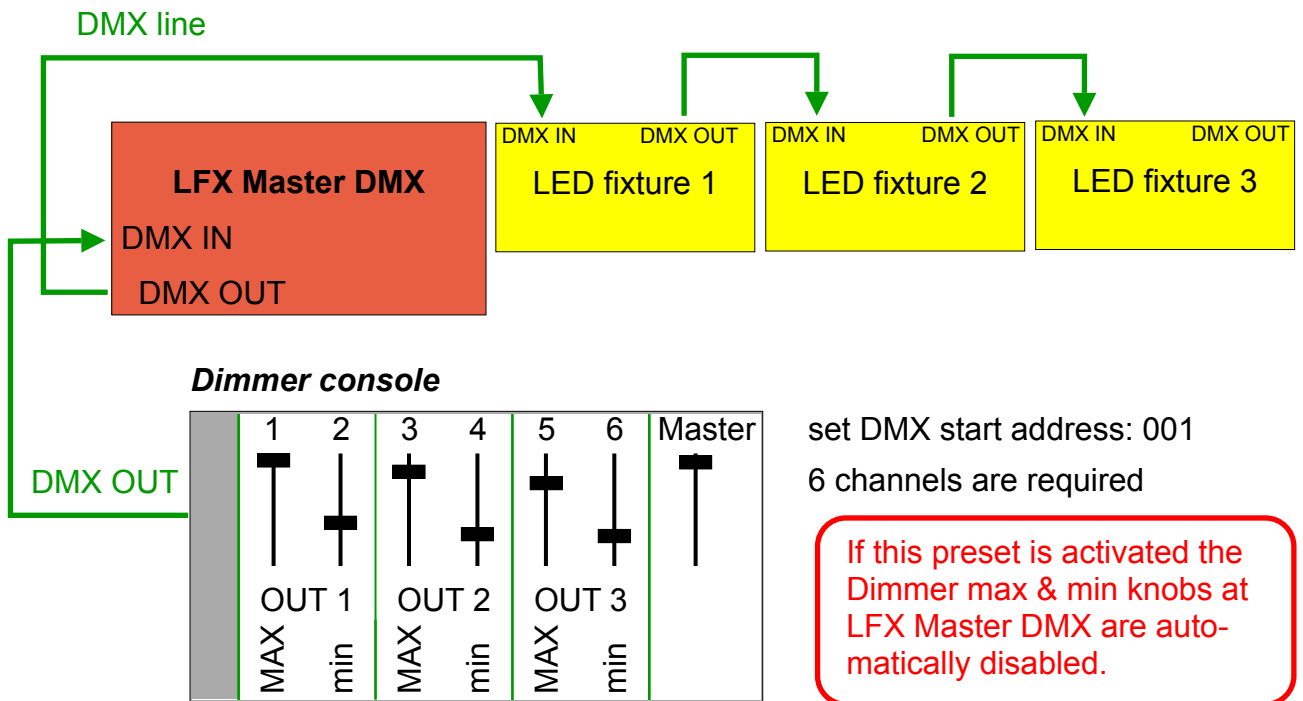 DMX line
DMX IN DMX OUT
LED fixture 1
DMX IN DMX OUT
LED fixture 2
DMX IN DMX OUT
LED fixture 3
LFX Master DMX
DMX IN
DMX OUT
Dimmer console
1 2 3 4 5 6 Master
DMX OUT
OUT 1 OUT 2 OUT 3
MAX min MAX min MAX min
set DMX start address: 001
6 channels are required
If this preset is activated the
Dimmer max & min knobs at
LFX Master DMX are auto-
matically disabled.